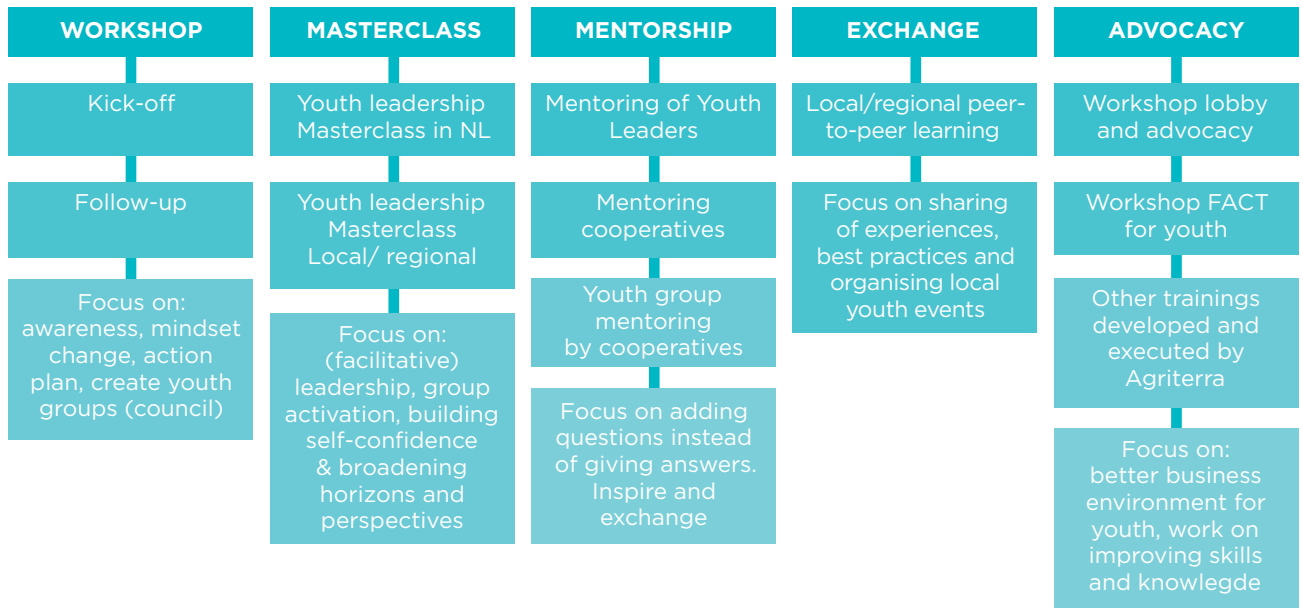 WORKSHOP
Kick-off
Follow-up
Focus on:
awareness, mindset
change, action
plan, create youth
groups (council)
MASTERCLASS
Youth leadership
Masterclass in NL
Youth leadership
Masterclass
Local/ regional
Focus on:
(facilitative)
leadership, group
activation, building
self-confidence
& broadening
horizons and
perspectives
MENTORSHIP
Mentoring of Youth
Leaders
Mentoring
cooperatives
Youth group
mentoring
by cooperatives
Focus on adding
questions instead
of giving answers.
Inspire and
exchange
EXCHANGE
Local/regional peer-
to-peer learning
Focus on sharing
of experiences,
best practices and
organising local
youth events
ADVOCACY
Workshop lobby
and advocacy
Workshop FACT
for youth
Other trainings
developed and
executed by
Agriterra
Focus on:
better business
environment for
youth, work on
improving skills
and knowlegde